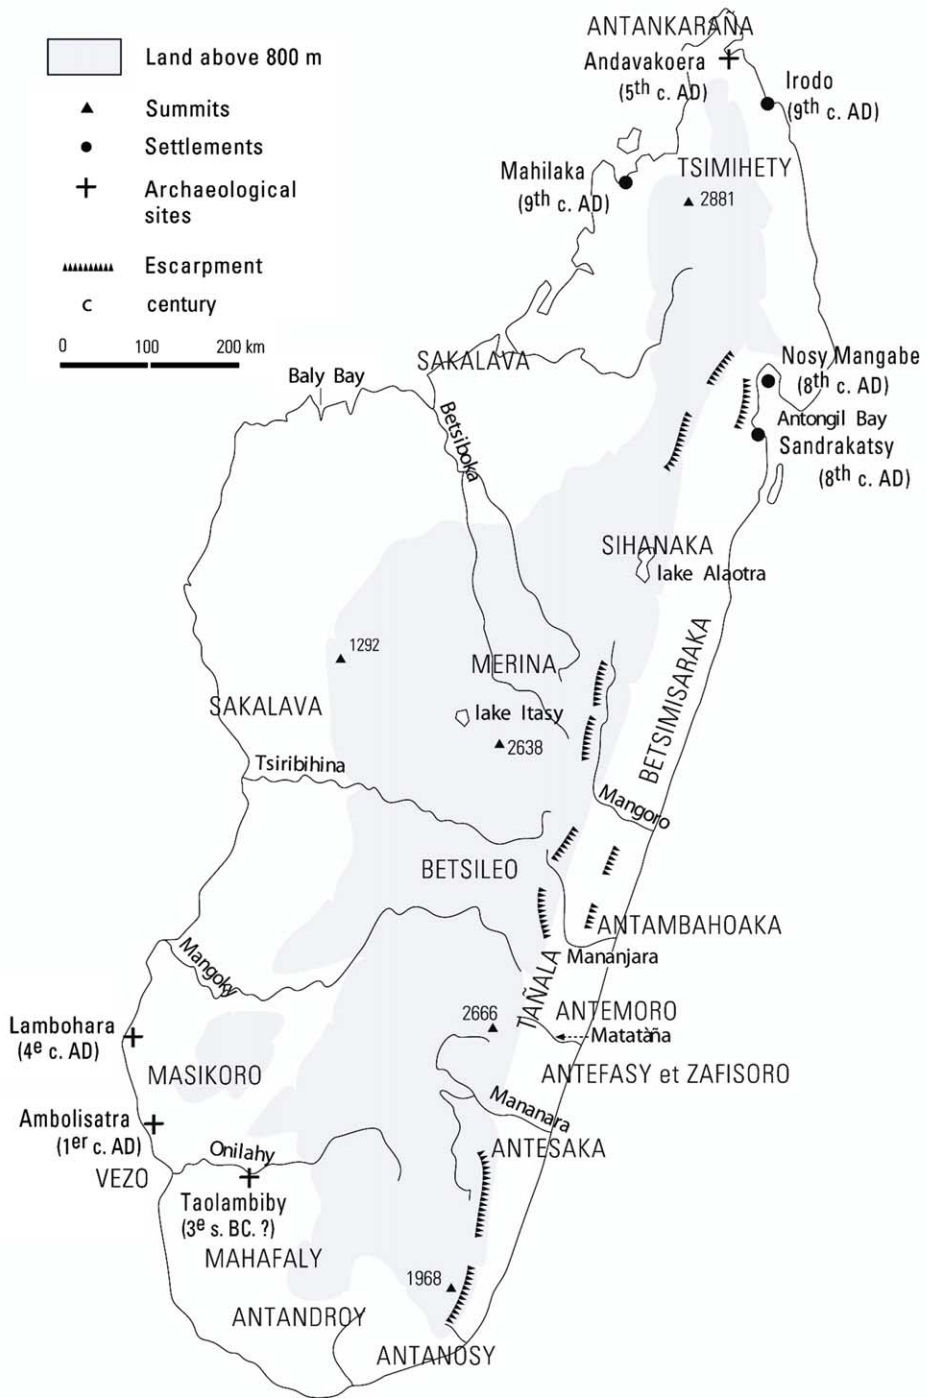 Land above 800 m
Summits
Settlements
Archaeological
sites
Escarpment
c century
0 100 200 km
ANTANKARAÑA
Andavakoera
(5th c. AD)
Irodo
(9th c. AD)
Mahilaka
(9th c. AD)
TSIMIHETY
2881
SAKALAVA
Baly Bay
Betsiboka
Nosy Mangabe
(8th c. AD)
Antongil Bay
Sandrakatsy
(8th c. AD)
SIHANAKA
lake Alaotra
1292
MERINA
SAKALAVA
lake Itasy
2638
BETSIMISARAKA
Tsiribihina
Mangoro
BETSILEO
ANTAMBAHOAKA
Mananjara
Mangoky
TAÑALA
2666
ANTEMORO
Matatàña
Lambohara
(4e c. AD)
MASIKORO
ANTEFASY et ZAFISORO
Mananara
Ambolisatra
(1er c. AD)
Onilahy
ANTESAKA
VEZO
Taolambiby
(3e s. BC. ?)
MAHAFALY
1968
ANTANDROY
ANTANOSY